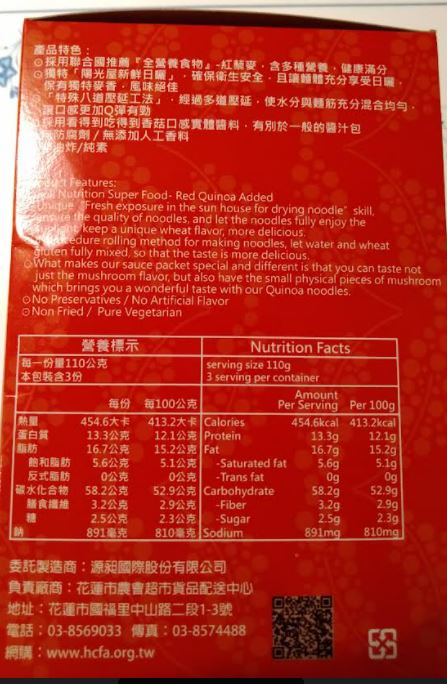 產品特色：
◎採用聯合國推薦『全營養食物』-紅藜麥，含多種營養，健康滿分
◎獨特「陽光屋新鮮日曬」，確保衛生安全，且讓麵體充分享受日曬，
保有獨特麥香，風味絕佳
「特殊八道壓延工法」，經過多道壓延，使水分與麵筋充分混合均勻，
讓口感更加Q彈有勁
採用看得到吃得到香菇口感實體醬料，有別於一般的醬汁包
防腐劑/無添加人工香料
油炸/純素
Features:
Nutrition Super Food- Red Quinoa Added
"Fresh exposure in the sun house for drying noodle" skill,
the quality of noodles, and let the noodles fully enjoy the
keep a unique wheat flavor, more delicious.
rolling method for making noodles, let water and wheat
gluten fully mixed, so that the taste is more delicious.
◎What makes our sauce packet special and different is that you can taste not
just the mushroom flavor, but also have the small physical pieces of mushroom
which brings you a wonderful taste with our Quinoa noodles.
◎No Preservatives / No Artificial Flavor
◎Non Fried / Pure Vegetarian
營養標示 Nutrition Facts
每一份量110公克 serving size 110g
本包裝含3份 3 serving per container
每份 每100公克 Amount Per Serving Per 100g
熱量 454.6大卡 413.2大卡 Calories 454.6kcal 413.2kcal
蛋白質 13.3公克 12.1公克 Protein 13.3g 12.1g
脂肪 16.7公克 15.2公克 Fat 16.7g 15.2g
飽和脂肪 5.6公克 5.1公克 -Saturated fat 5.6g 5.1g
反式脂肪 0公克 0公克 -Trans fat 0g 0g
碳水化合物 58.2公克 52.9公克 Carbohydrate 58.2g 52.9g
膳食纖維 3.2公克 2.9公克 -Fiber 3.2g 2.9g
糖 2.5公克 2.3公克 -Sugar 2.5g 2.3g
鈉 891毫克 810毫克 Sodium 891mg 810mg
委託製造商：源昶國際股份有限公司
負責廠商：花蓮市農會超市貨品配送中心
地址：花蓮市國福里中山路二段1-3號
電話：03-8569033 傳真：03-8574488
網購：www.hcfa.org.tw